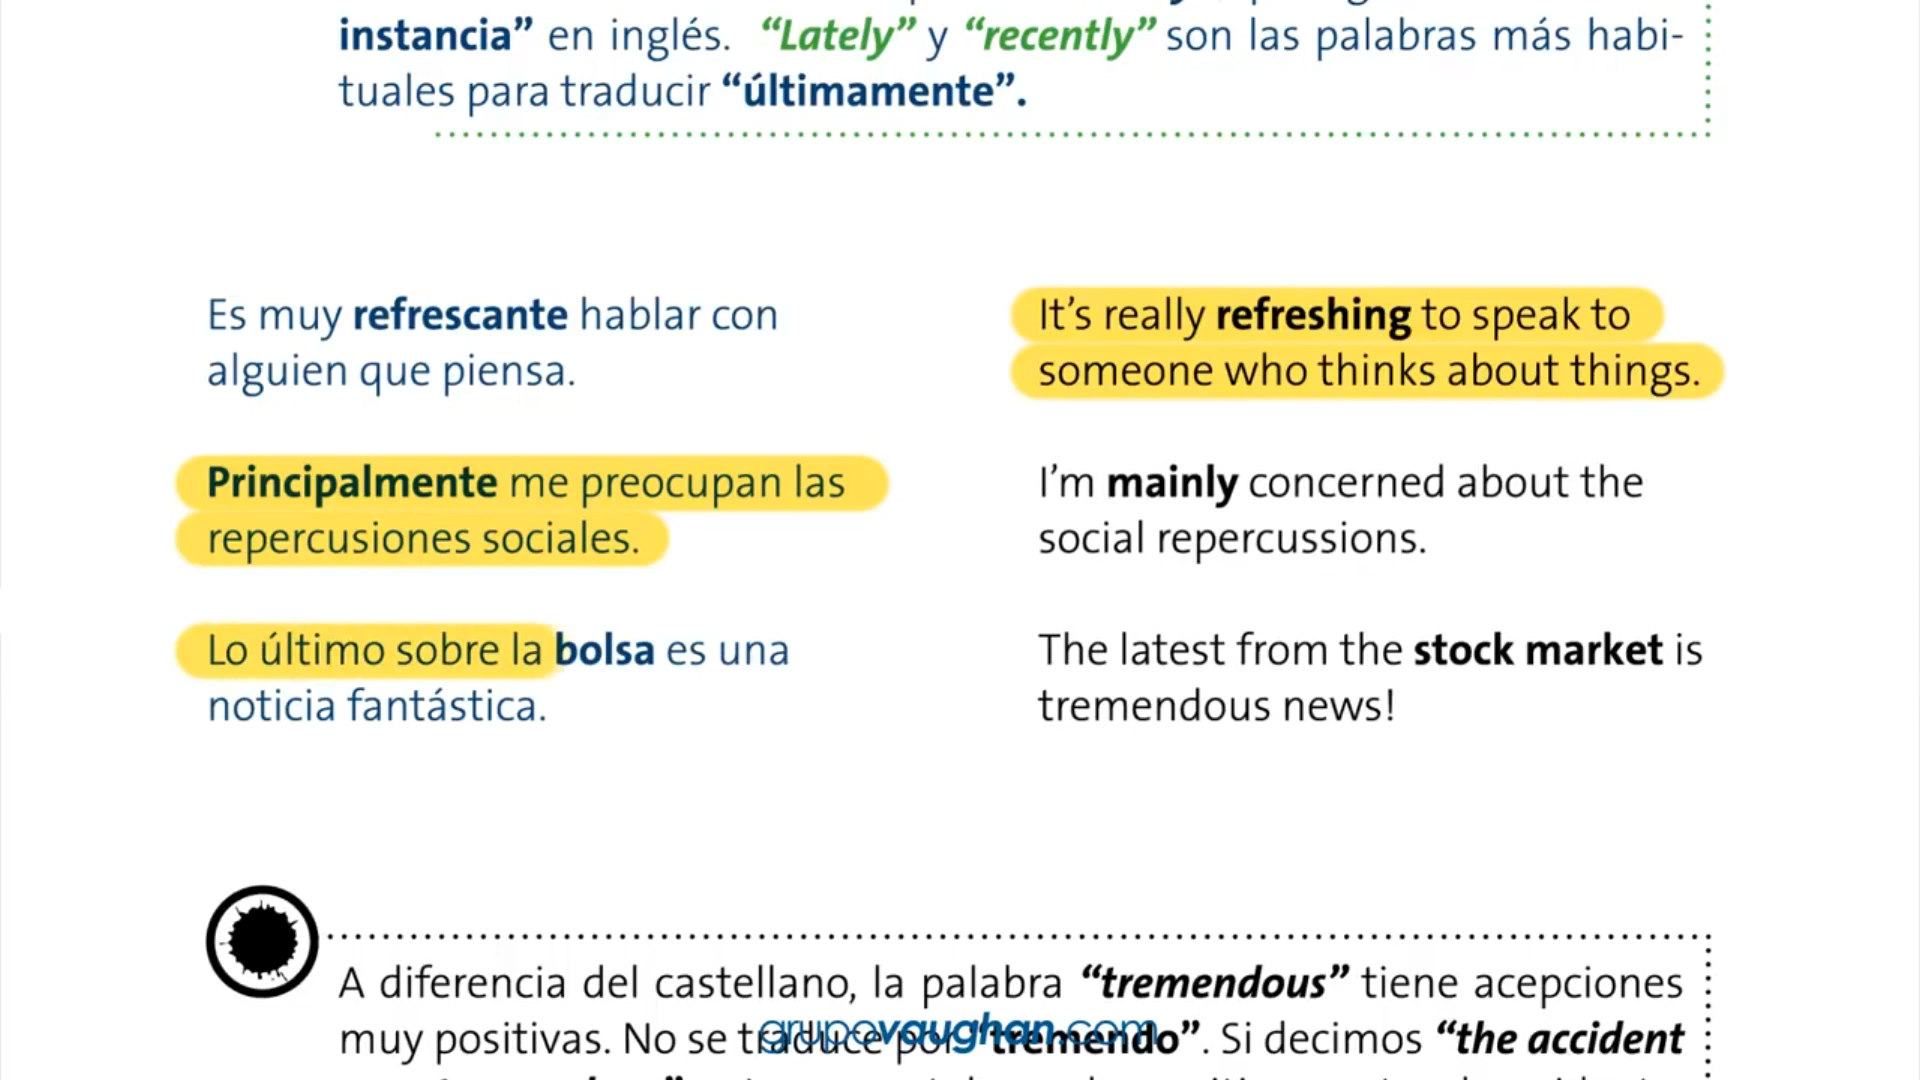 instancia” en inglés. “Lately” y “recently” son las palabras más habi-
tuales para traducir “últimamente”.
Es muy refrescante hablar con
alguien que piensa.
It’s really refreshing to speak to
someone who thinks about things.
Principalmente me preocupan las
repercusiones sociales.
I’m mainly concerned about the
social repercussions.
Lo último sobre la bolsa es una
noticia fantástica.
The latest from the stock market is
tremendous news!
A diferencia del castellano, la palabra “tremendous” tiene acepciones
muy positivas. No se traduce por “tremendo”. Si decimos “the accident
grupovaughan.com